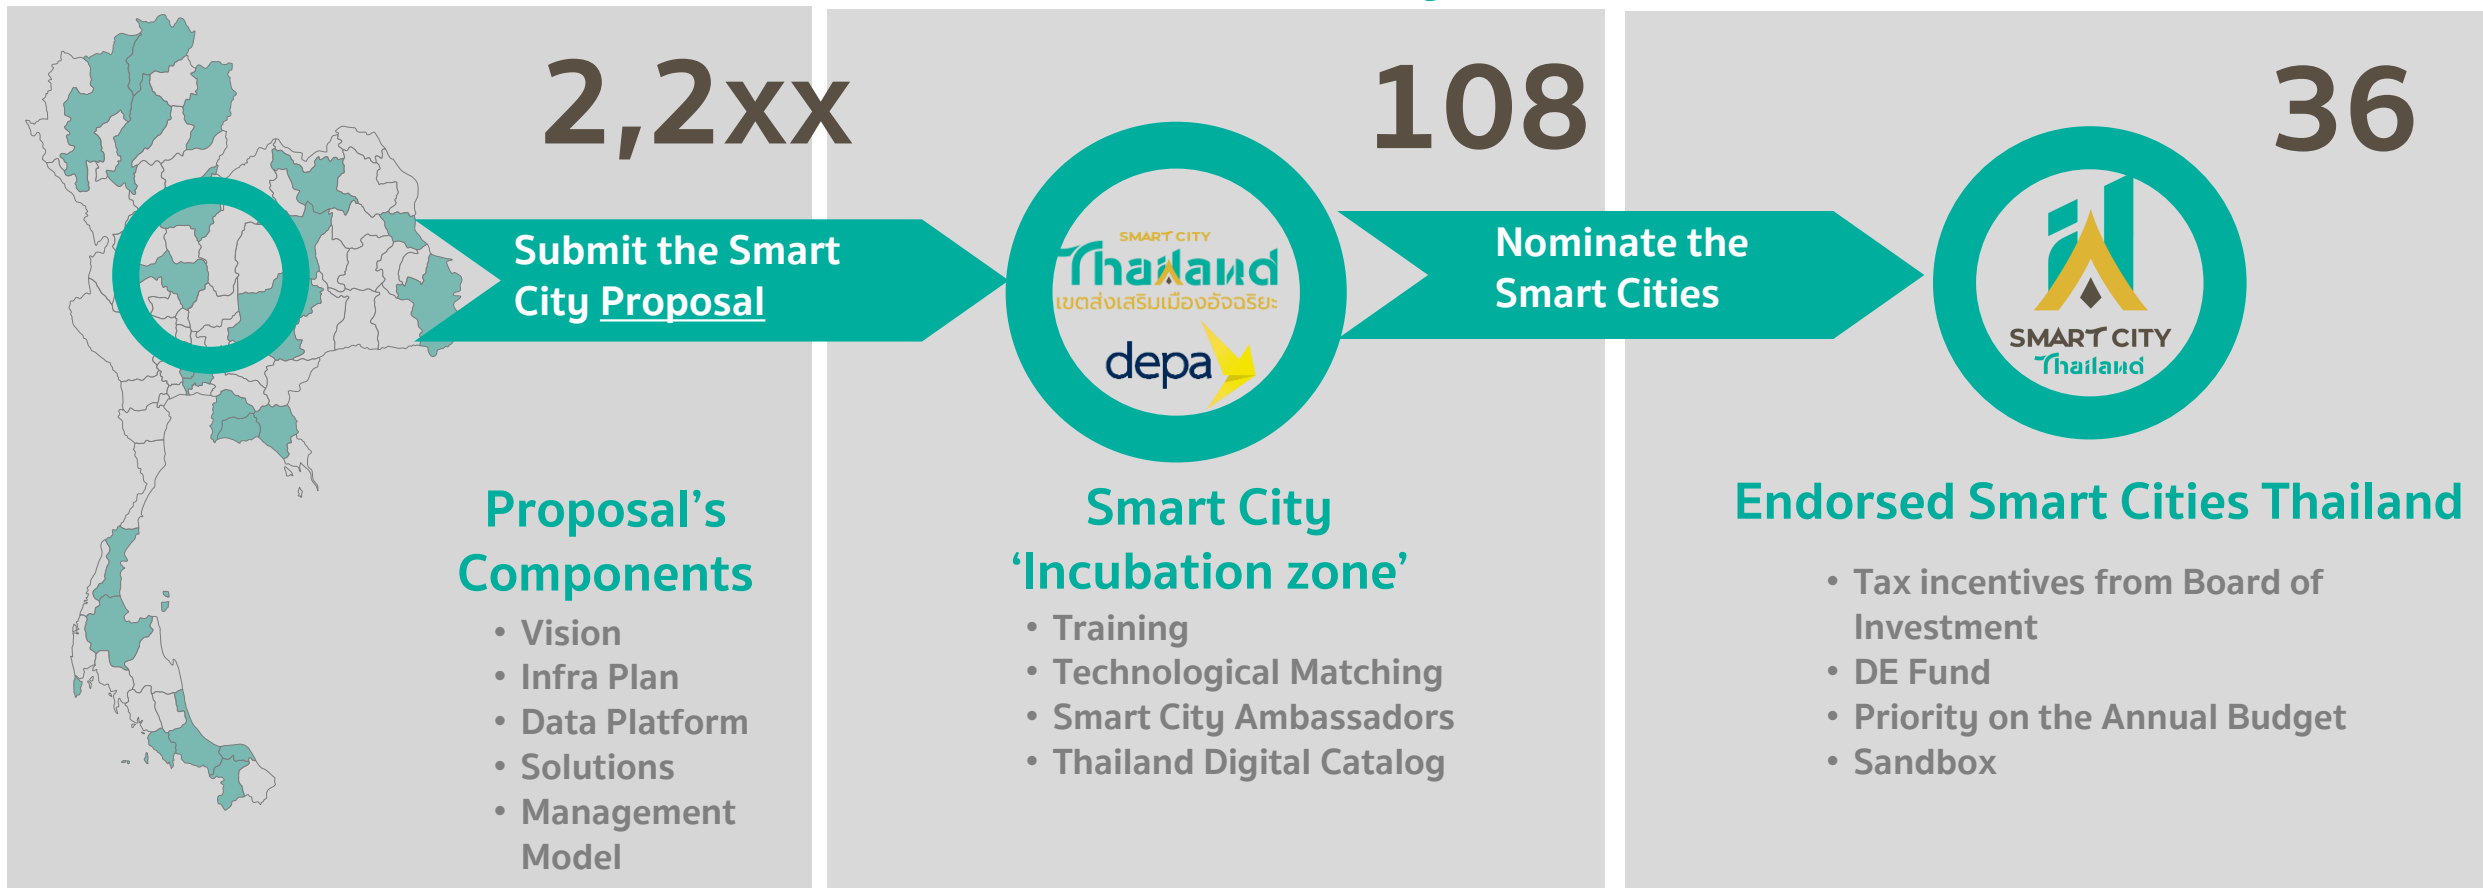 2,2xx
Submit the Smart
City Proposal
Proposal’s
Components
• Vision
• Infra Plan
• Data Platform
• Solutions
• Management
Model
108
SMART CITY
Thailand
เขตส่งเสริมเมืองอัจฉริยะ
depa
Nominate the
Smart Cities
Smart City
‘Incubation zone’
• Training
• Technological Matching
• Smart City Ambassadors
• Thailand Digital Catalog
36
SMART CITY
Thailand
Endorsed Smart Cities Thailand
• Tax incentives from Board of
Investment
• DE Fund
• Priority on the Annual Budget
• Sandbox